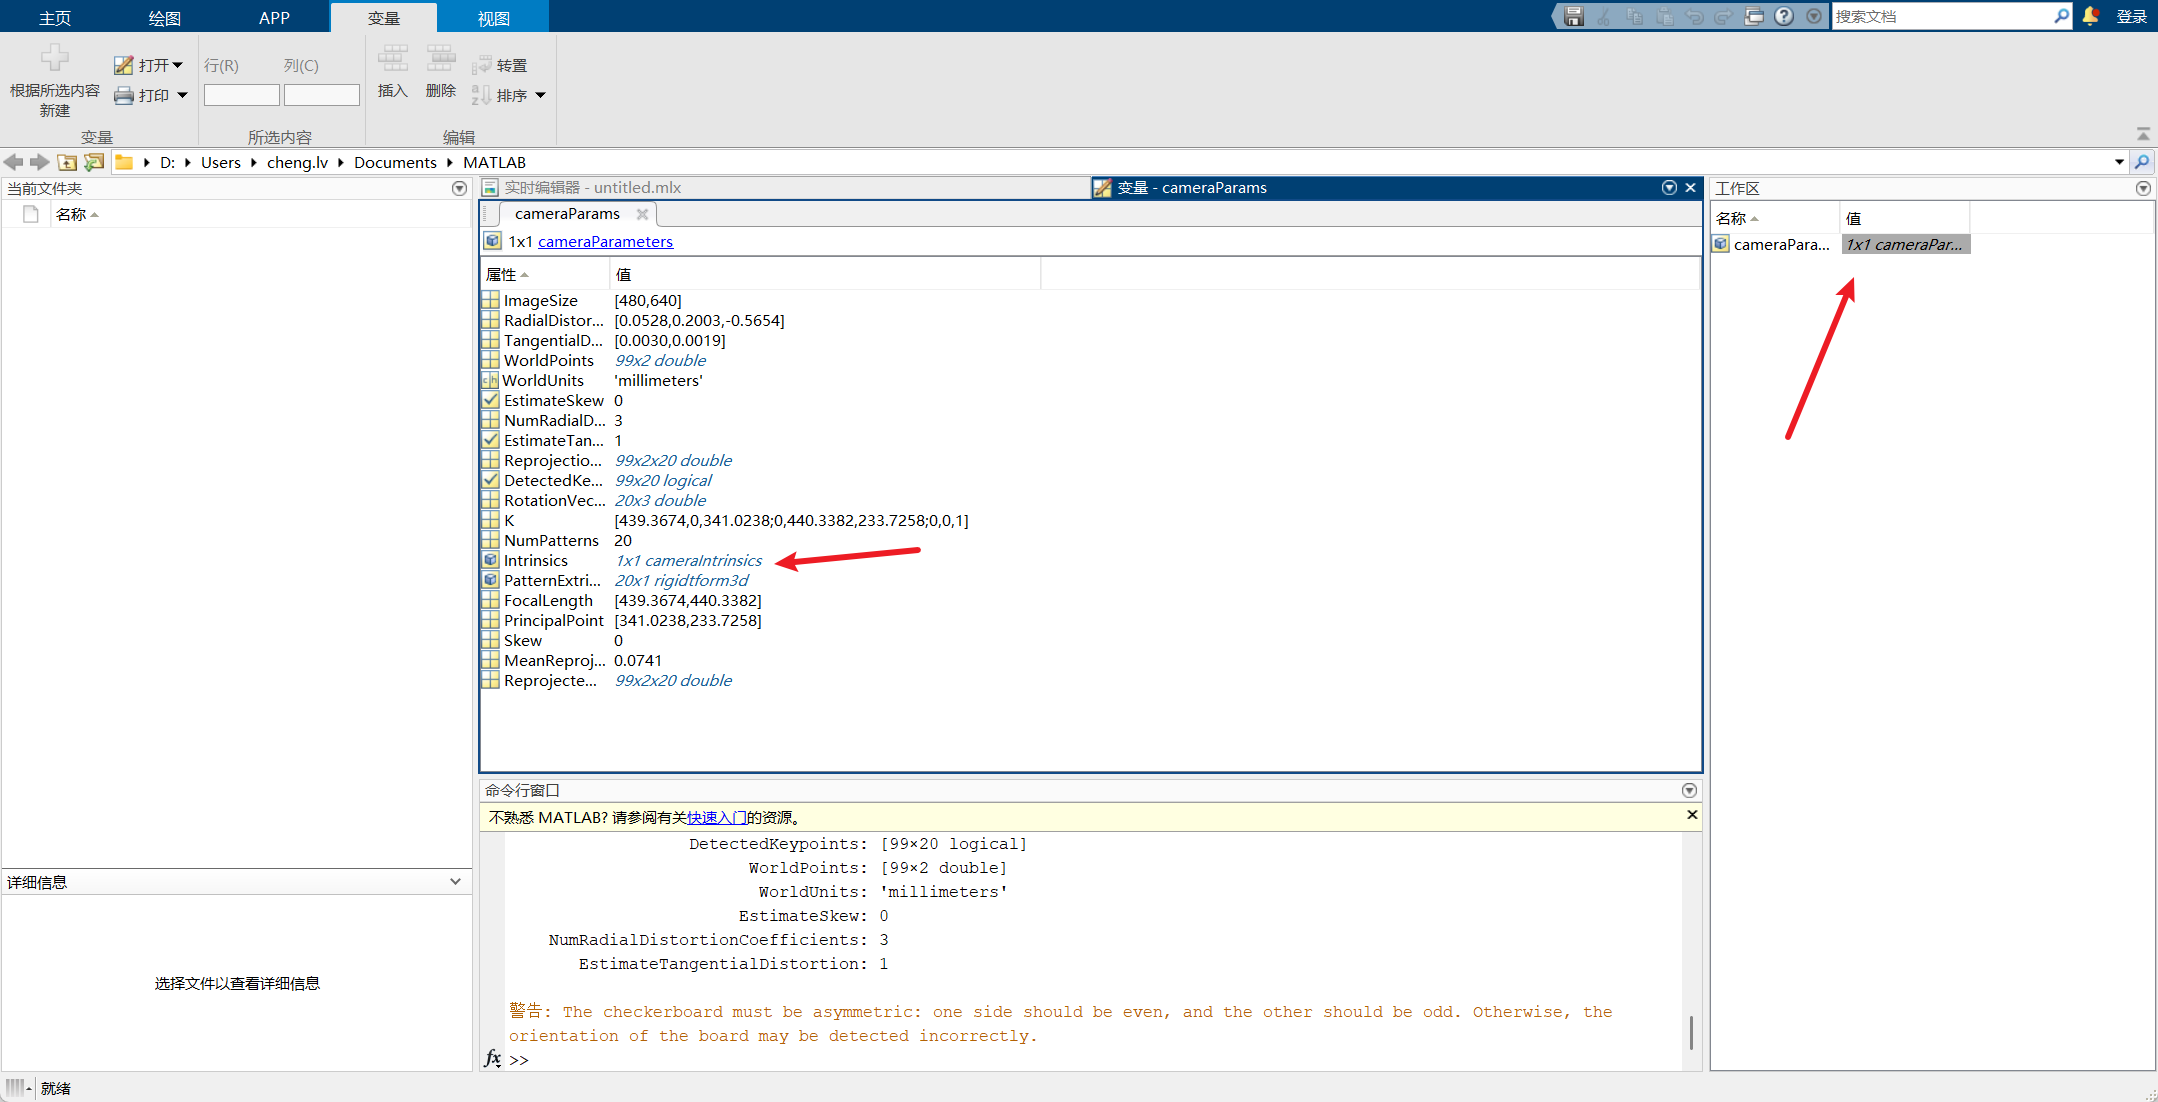 主页 绘图 APP 变量 视图 搜索文档 登录
根据所选内容
新建
打开
打印
变量
行(R) 列(C)
所选内容
插入 删除 转置
排序
编辑
D: Users cheng.lv Documents MATLAB
当前文件夹
名称
实时编辑器 - untitled.mlx
变量 - cameraParams
cameraParams
1x1 cameraParameters
属性 值
ImageSize [480,640]
RadialDistor... [0.0528,0.2003,-0.5654]
TangentialD... [0.0030,0.0019]
WorldPoints 99x2 double
WorldUnits 'millimeters'
EstimateSkew 0
NumRadialD... 3
EstimateTan... 1
Reprojectio... 99x2x20 double
DetectedKe... 99x20 logical
RotationVec... 20x3 double
K [439.3674,0,341.0238;0,440.3382,233.7258;0,0,1]
NumPatterns 20
Intrinsics 1x1 cameraIntrinsics
PatternExtri... 20x1 rigidtform3d
FocalLength [439.3674,440.3382]
PrincipalPoint [341.0238,233.7258]
Skew 0
MeanReproj... 0.0741
Reprojecte... 99x2x20 double
工作区
名称 值
cameraPara... 1x1 cameraPar...
命令行窗口
不熟悉 MATLAB? 请参阅有关快速入门的资源。
DetectedKeypoints: [99×20 logical]
WorldPoints: [99×2 double]
WorldUnits: 'millimeters'
EstimateSkew: 0
NumRadialDistortionCoefficients: 3
EstimateTangentialDistortion: 1
警告: The checkerboard must be asymmetric: one side should be even, and the other should be odd. Otherwise, the
orientation of the board may be detected incorrectly.
fx >>
详细信息
选择文件以查看详细信息
就绪